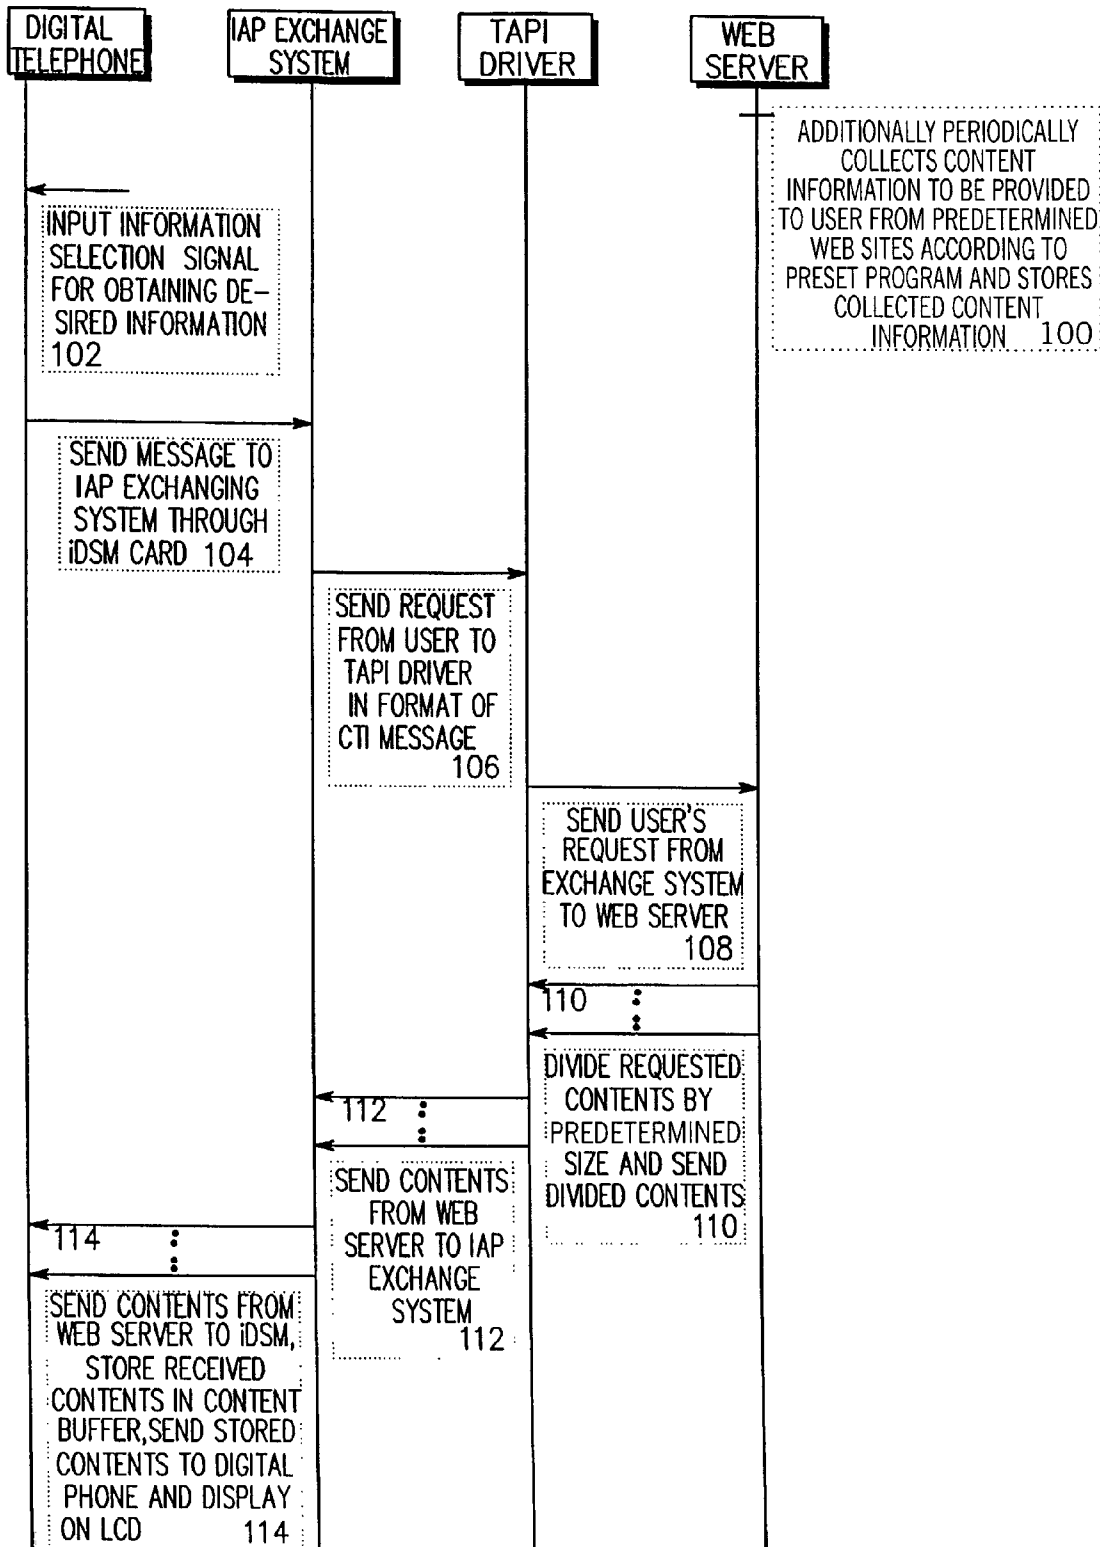 DIGITAL
TELEPHONE
IAP EXCHANGE
SYSTEM
TAPI
DRIVER
WEB
SERVER
ADDITIONALLY PERIODICALLY
COLLECTS CONTENT
INFORMATION TO BE PROVIDED
TO USER FROM PREDETERMINED
WEB SITES ACCORDING TO
PRESET PROGRAM AND STORES
COLLECTED CONTENT
INFORMATION 100
INPUT INFORMATION
SELECTION SIGNAL
FOR OBTAINING DE-
SIRED INFORMATION
102
SEND MESSAGE TO
IAP EXCHANGING
SYSTEM THROUGH
iDSM CARD 104
SEND REQUEST
FROM USER TO
TAPI DRIVER
IN FORMAT OF
CTI MESSAGE
106
SEND USER'S
REQUEST FROM
EXCHANGE SYSTEM
TO WEB SERVER
108
110
DIVIDE REQUESTED
CONTENTS BY
PREDETERMINED
SIZE AND SEND
DIVIDED CONTENTS
110
112
SEND CONTENTS
FROM WEB
SERVER TO IAP
EXCHANGE
SYSTEM
112
114
SEND CONTENTS FROM
WEB SERVER TO iDSM,
STORE RECEIVED
CONTENTS IN CONTENT
BUFFER,SEND STORED
CONTENTS TO DIGITAL
PHONE AND DISPLAY
ON LCD 114